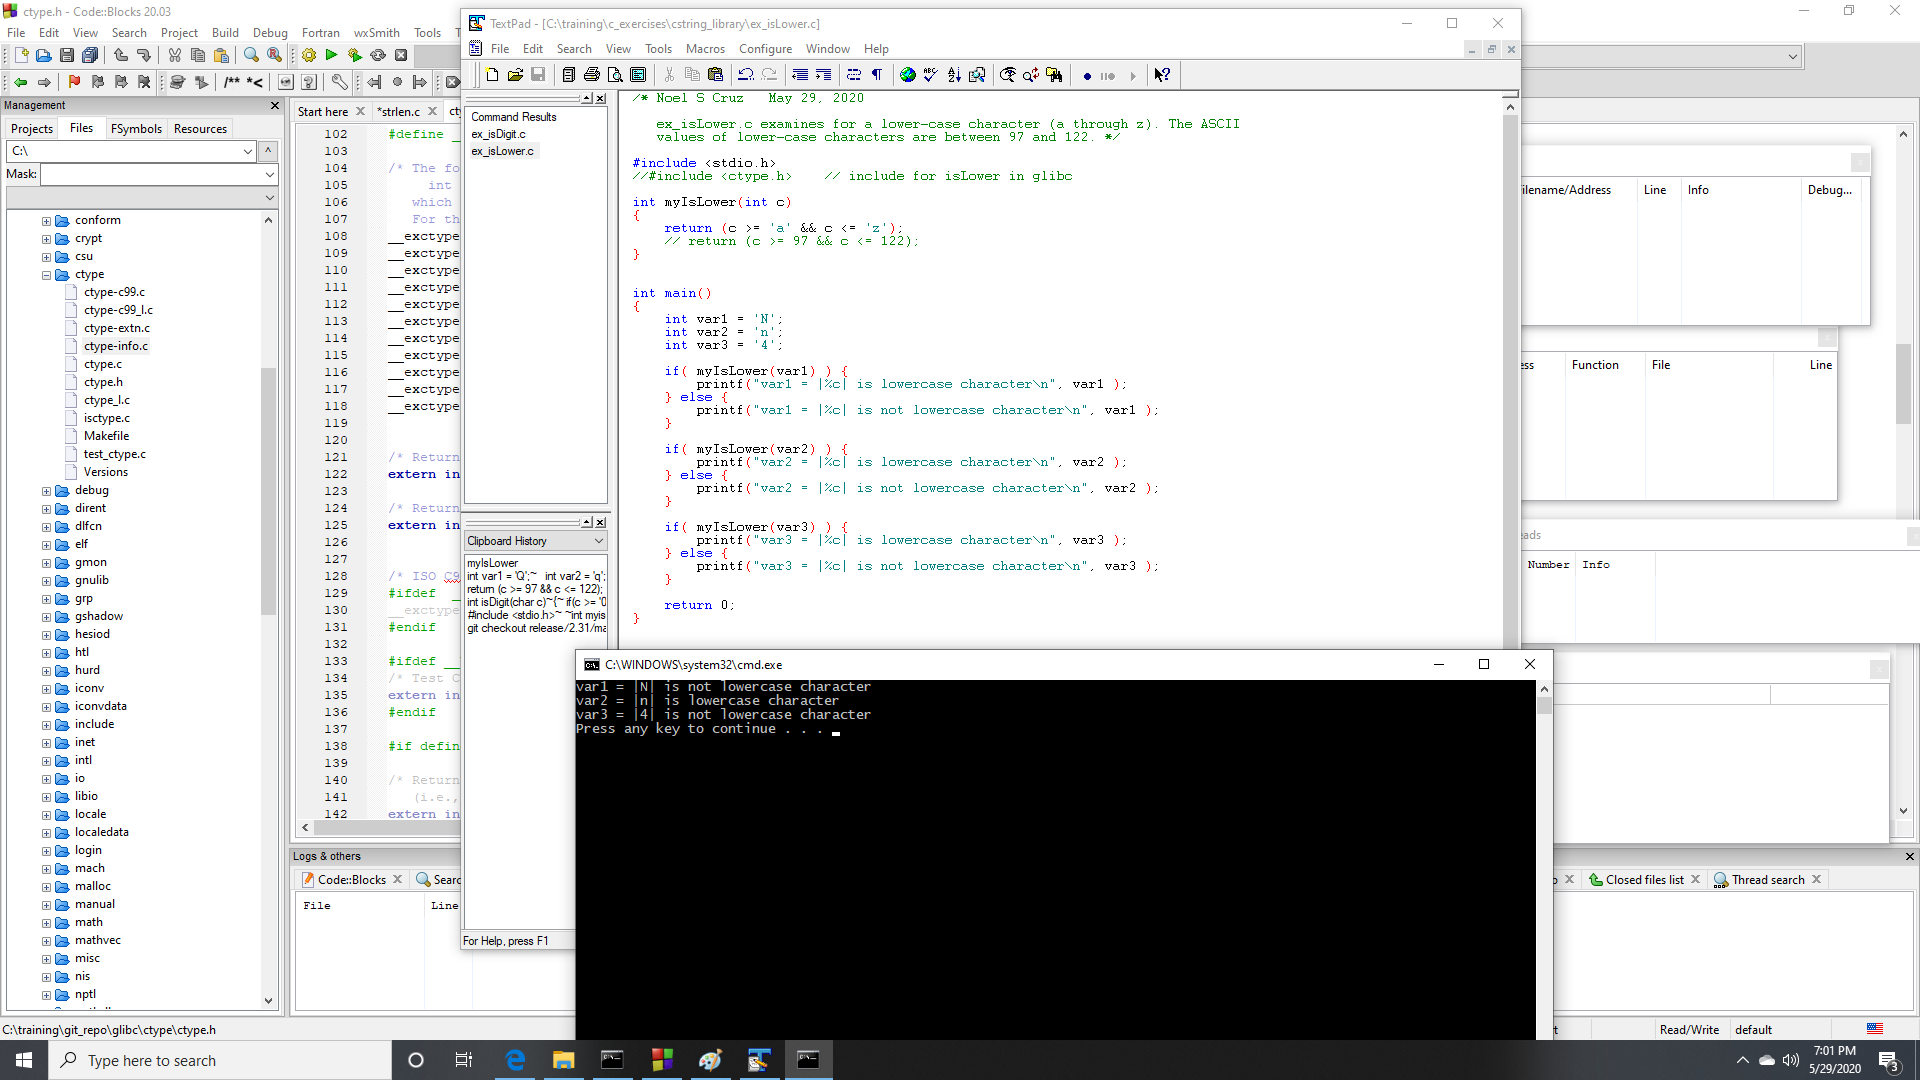 ctype.h - Code::Blocks 20.03
File Edit View Search Project Build Debug Fortran wxSmith Tools
Management
Projects Files FSymbols Resources
C:\
Mask:
conform
crypt
csu
ctype
ctype-c99.c
ctype-c99_l.c
ctype-extn.c
ctype-info.c
ctype.c
ctype.h
ctype_l.c
isctype.c
Makefile
test_ctype.c
Versions
debug
dirent
dlfcn
elf
gmon
gnulib
grp
gshadow
hesiod
htl
hurd
iconv
iconvdata
include
inet
intl
io
libio
locale
localedata
login
mach
malloc
manual
math
mathvec
misc
nis
nptl
C:\training\git_repo\glibc\ctype\ctype.h
Start here *strlen.c
102 #define
103
104 /* The fo
105 int
106 which
107 For th
108 __exctype
109 __exctype
110 __exctype
111 __exctype
112 __exctype
113 __exctype
114 __exctype
115 __exctype
116 __exctype
117 __exctype
118 __exctype
119
120
121 /* Return
122 extern in
123
124 /* Return
125 extern in
126
127
128 /* ISO C9
129 #ifdef
130 __exctype
131 #endif
132
133 #ifdef
134 /* Test C
135 extern in
136 #endif
137
138 #if defin
139
140 /* Return
141 (i.e.,
142 extern in
Logs & others
Code::Blocks Searc
File Line
TextPad - [C:\training\c_exercises\cstring_library\ex_isLower.c]
File Edit Search View Tools Macros Configure Window Help
Command Results
ex_isDigit.c
ex_isLower.c
Clipboard History
myIsLower
int var1 = 'Q';~ int var2 = 'q';
return (c >= 97 && c <= 122);
int isDigit(char c)~{~ if(c >= '0
#include <stdio.h>~ ~int myis
git checkout release/2.31/ma
For Help, press F1
/* Noel S Cruz May 29, 2020
ex_isLower.c examines for a lower-case character (a through z). The ASCII
values of lower-case characters are between 97 and 122. */
#include <stdio.h>
//#include <ctype.h> // include for isLower in glibc
int myIsLower(int c)
{
return (c >= 'a' && c <= 'z');
// return (c >= 97 && c <= 122);
}
int main()
{
int var1 = 'N';
int var2 = 'n';
int var3 = '4';
if( myIsLower(var1) ) {
printf("var1 = |%c| is lowercase character\n", var1 );
} else {
printf("var1 = |%c| is not lowercase character\n", var1 );
}
if( myIsLower(var2) ) {
printf("var2 = |%c| is lowercase character\n", var2 );
} else {
printf("var2 = |%c| is not lowercase character\n", var2 );
}
if( myIsLower(var3) ) {
printf("var3 = |%c| is lowercase character\n", var3 );
} else {
printf("var3 = |%c| is not lowercase character\n", var3 );
}
return 0;
}
C:\WINDOWS\system32\cmd.exe
var1 = |N| is not lowercase character
var2 = |n| is lowercase character
var3 = |4| is not lowercase character
Press any key to continue . . .
ilename/Address Line Info Debug...
ess Function File Line
eads
Number Info
Closed files list Thread search
Read/Write default
Type here to search
7:01 PM
5/29/2020
3